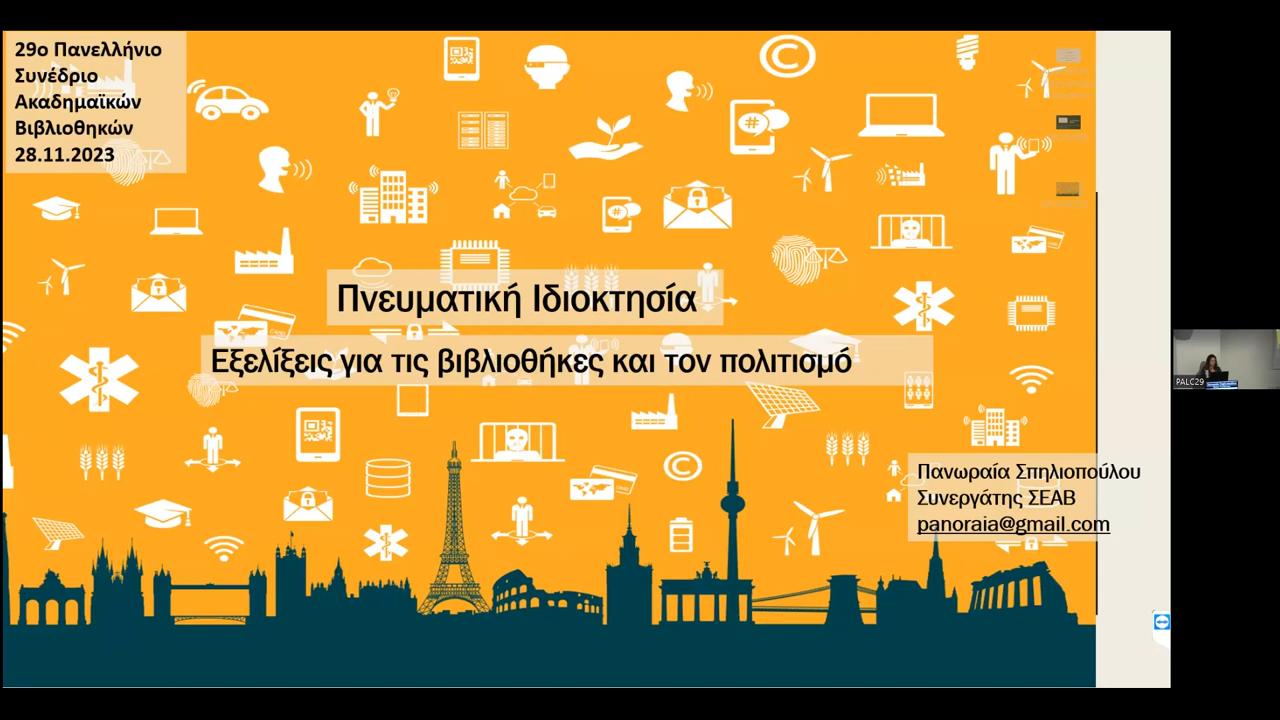 29ο Πανελλήνιο
Συνέδριο
Ακαδημαϊκών
Βιβλιοθηκών
28.11.2023
Πνευματική Ιδιοκτησία
Εξελίξεις για τις βιβλιοθήκες και τον πολιτισμό
Πανωραία Σπηλιοπούλου
Συνεργάτης ΣΕΑΒ
panoraia@gmail.com
PALC29